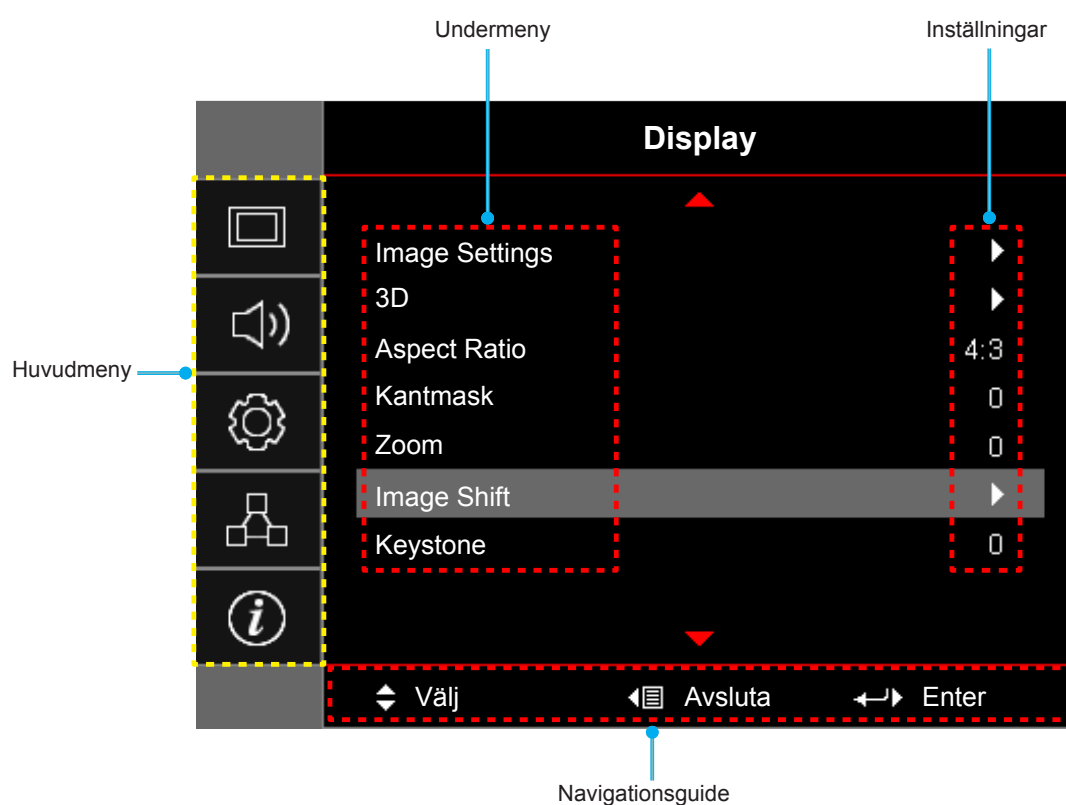 Undermeny
Inställningar
Display
Image Settings
3D
Aspect Ratio 4:3
Huvudmeny
Kantmask 0
Zoom 0
Image Shift
Keystone 0
Välj Avsluta Enter
Navigationsguide